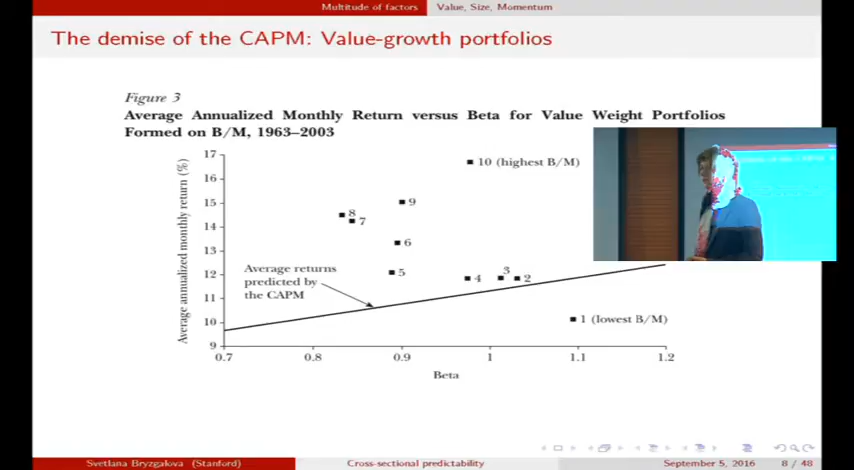 Multitude of factors Value, Size, Momentum
The demise of the CAPM: Value-growth portfolios
Figure 3
Average Annualized Monthly Return versus Beta for Value Weight Portfolios
Formed on B/M, 1963–2003
Average annualized monthly return (%)
17
16
15
14
13
12
11
10
9
10 (highest B/M)
9
8
7
6
5
4
3
2
1 (lowest B/M)
Average returns
predicted by
the CAPM
0.7 0.8 0.9 1 1.1 1.2
Beta
Svetlana Bryzgalova (Stanford) Cross-sectional predictability September 5, 2016 8 / 48